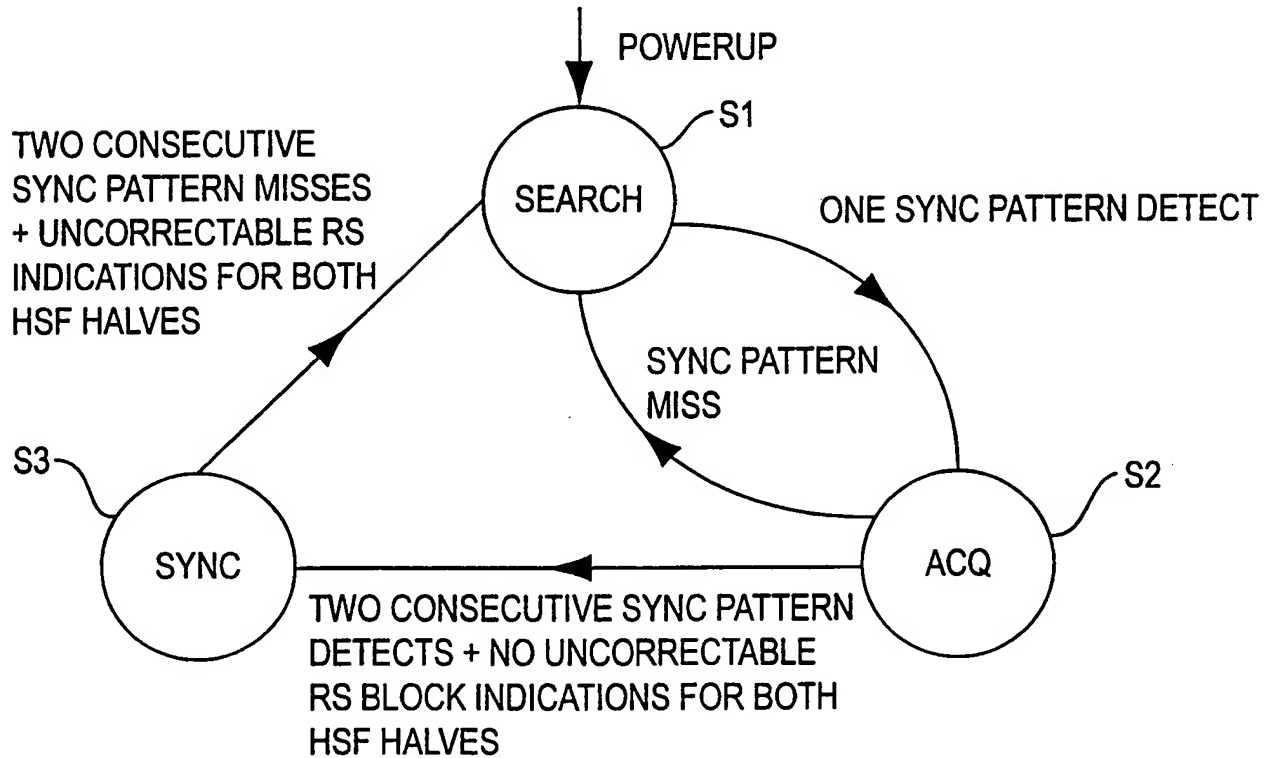 POWERUP
S1
TWO CONSECUTIVE
SYNC PATTERN MISSES
+ UNCORRECTABLE RS
INDICATIONS FOR BOTH
HSF HALVES
SEARCH
ONE SYNC PATTERN DETECT
SYNC PATTERN
MISS
S3
S2
SYNC
ACQ
TWO CONSECUTIVE SYNC PATTERN
DETECTS + NO UNCORRECTABLE
RS BLOCK INDICATIONS FOR BOTH
HSF HALVES